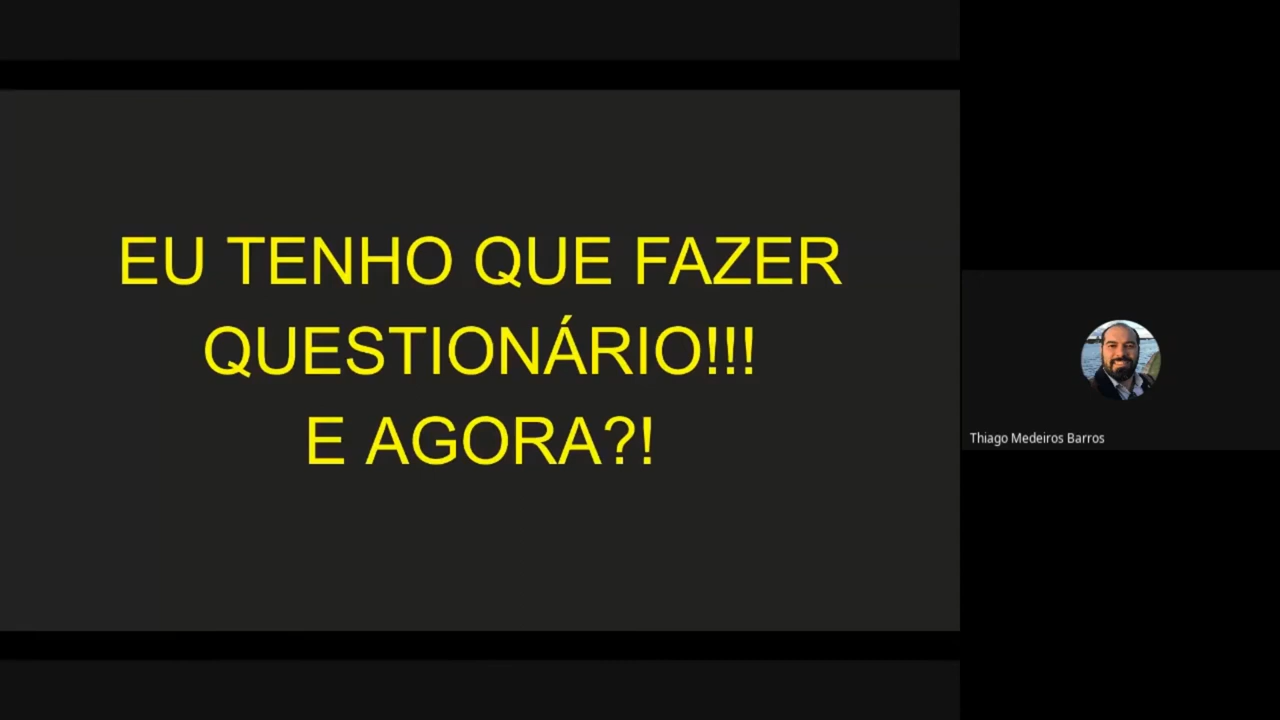 EU TENHO QUE FAZER
QUESTIONÁRIO!!!
E AGORA?!
Thiago Medeiros Barros